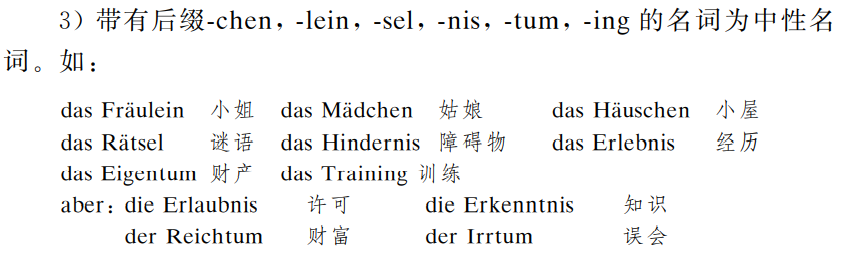 3）带有后缀-chen，-lein，-sel，-nis，-tum，-ing 的名词为中性名
词。如：
das Fräulein 小姐 das Mädchen 姑娘 das Häuschen 小屋
das Rätsel 谜语 das Hindernis 障碍物 das Erlebnis 经历
das Eigentum 财产 das Training 训练
aber：die Erlaubnis 许可 die Erkenntnis 知识
der Reichtum 财富 der Irrtum 误会